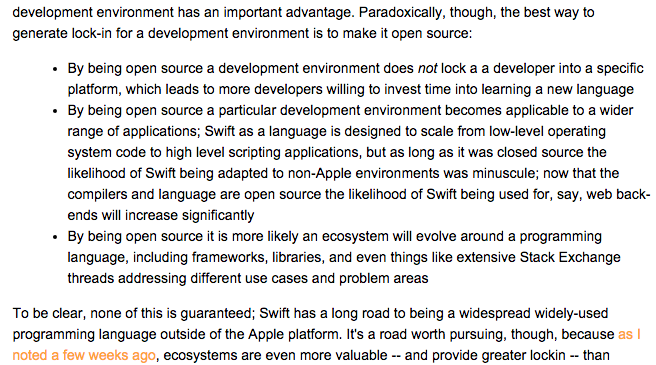 development environment has an important advantage. Paradoxically, though, the best way to
generate lock-in for a development environment is to make it open source:
• By being open source a development environment does not lock a a developer into a specific
platform, which leads to more developers willing to invest time into learning a new language
• By being open source a particular development environment becomes applicable to a wider
range of applications; Swift as a language is designed to scale from low-level operating
system code to high level scripting applications, but as long as it was closed source the
likelihood of Swift being adapted to non-Apple environments was minuscule; now that the
compilers and language are open source the likelihood of Swift being used for, say, web back-
ends will increase significantly
• By being open source it is more likely an ecosystem will evolve around a programming
language, including frameworks, libraries, and even things like extensive Stack Exchange
threads addressing different use cases and problem areas
To be clear, none of this is guaranteed; Swift has a long road to being a widespread widely-used
programming language outside of the Apple platform. It's a road worth pursuing, though, because as I
noted a few weeks ago, ecosystems are even more valuable -- and provide greater lockin -- than